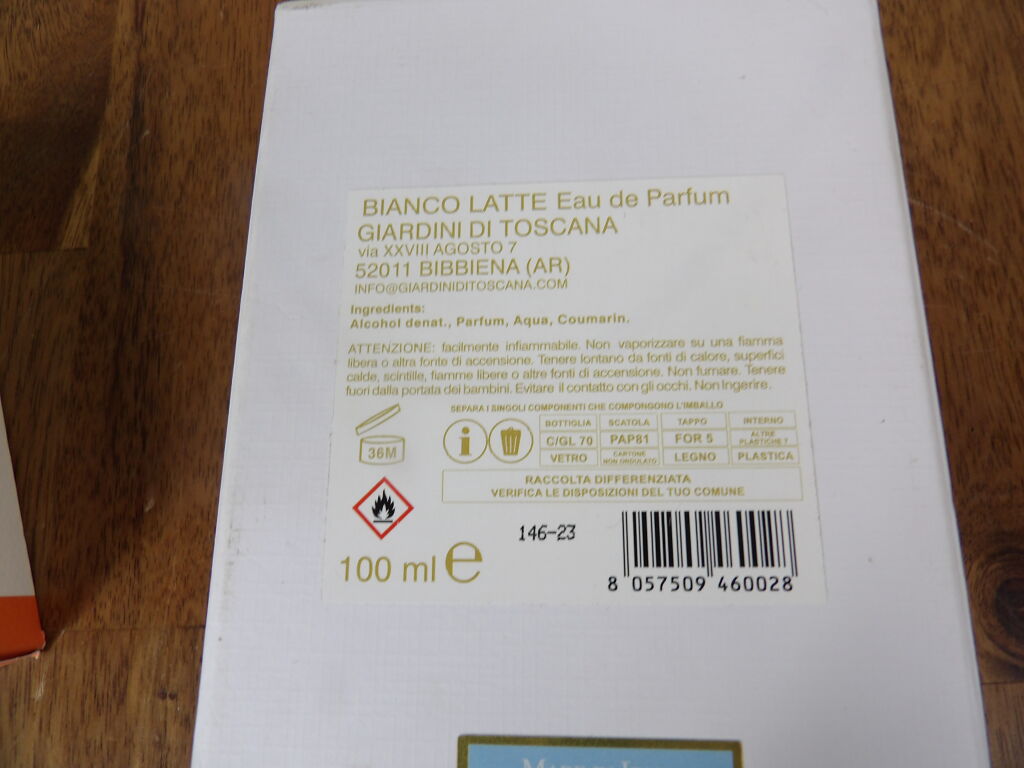 BIANCO LATTE Eau de Parfum
GIARDINI DI TOSCANA
via XXVIII AGOSTO 7
52011 BIBBIENA (AR)
INFO@GIARDINIDITOSCANA.COM
Ingredients:
Alcohol denat., Parfum, Aqua, Coumarin.
ATTENZIONE: facilmente infiammabile. Non vaporizzare su una fiamma
libera o altra fonte di accensione. Tenere lontano da fonti di calore, superfici
calde, scintille, fiamme libere o altre fonti di accensione. Non fumare. Tenere
fuori dalla portata dei bambini. Evitare il contatto con gli occhi. Non Ingerire.
SEPARA I SINGOLI COMPONENTI CHE COMPONGONO L'IMBALLO
36M
BOTTIGLIA SCATOLA TAPPO INTERNO
C/GL 70 PAP81 FOR 5 ALTRE PLASTICHE 7
VETRO CARTONE NON ONDULATO LEGNO PLASTICA
RACCOLTA DIFFERENZIATA
VERIFICA LE DISPOSIZIONI DEL TUO COMUNE
146-23
100 ml e
8 057509 460028